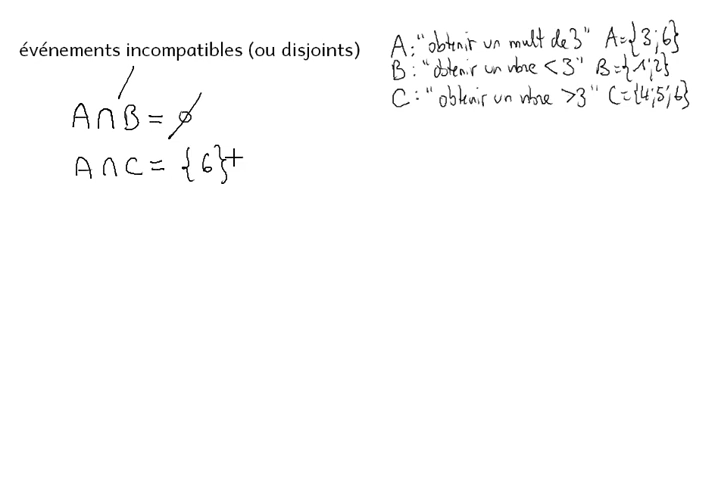 événements incompatibles (ou disjoints)
A∩B = ∅
A∩C = {6}
A : "obtenir un mult de 3" A={3;6}
B : "obtenir un nbre <3" B={1;2}
C : "obtenir un nbre >3" C={4;5;6}